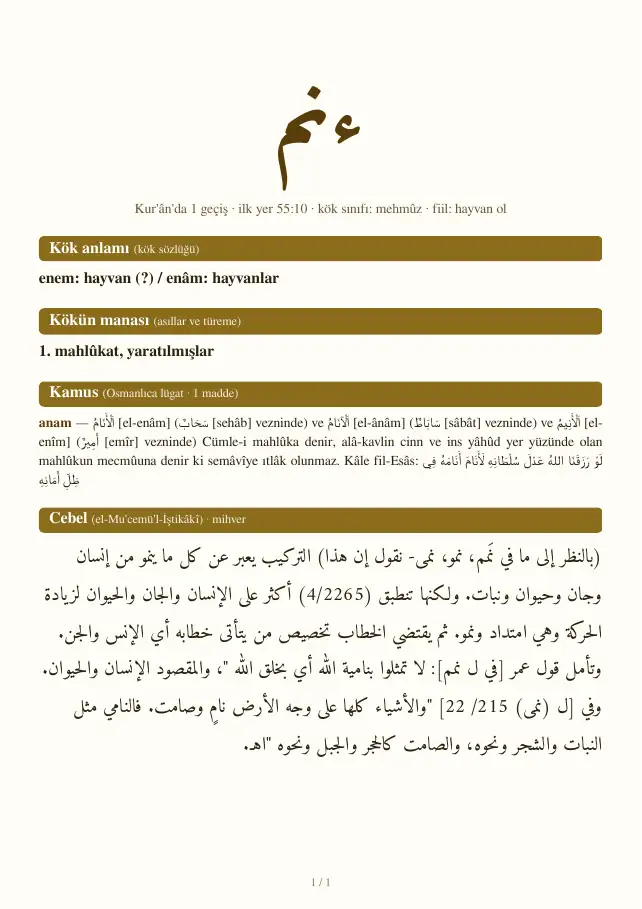 ءنم
Kur'ân'da 1 geçiş · ilk yer 55:10 · kök sınıfı: mehmûz · fiil: hayvan ol
Kök anlamı (kök sözlüğü)
enem: hayvan (?) / enâm: hayvanlar
Kökün manası (asıllar ve türeme)
1. mahlûkat, yaratılmışlar
Kamus (Osmanlıca lügat · 1 madde)
anam — اَلْأَنَامُ [el-enâm] (سَحَابٌ [sehâb] vezninde) ve اَلْآنَامُ [el-ânâm] (سَابَاطٌ [sâbât] vezninde) ve اَلْأَنِيمُ [el-
enîm] (أَمِيرٌ [emîr] vezninde) Cümle-i mahlûka denir, alâ-kavlin cinn ve ins yâhûd yer yüzünde olan
mahlûkun mecmûuna denir ki semâvîye ıtlâk olunmaz. Kâle fil-Esâs: لَوْ رَزَقَنَا اللهُ عَدْلَ سُلْطَانِهِ لَأَنَامَ أَنَامَهُ فِي
ظِلِّ أَمَانِهِ
Cebel (el-Mu'cemü'l-İştikâkî) · mihver
(بالنظر إلى ما في نَمم، نمو، نمى- نقول إن هذا) التركيب يعبر عن كل ما ينمو من إنسان
وجان وحيوان ونبات. ولكنها تنطبق (4/2265) أكثر على الإنسان والجان والحيوان لزيادة
الحركة وهي امتداد ونمو. ثم يقتضي الخطاب تخصيص من يتأتى خطابه أي الإنس والجن.
وتأمل قول عمر [في ل نمم]: لا تمثلوا بنامية الله أي بخلق الله "، والمقصود الإنسان والحيوان.
وفي [ل (نمى) 215/ 22] "والأشياء كلها على وجه الأرض نامٍ وصامت. فالنامي مثل
النبات والشجر ونحوه، والصامت كالحجر والجبل ونحوه "اهـ.
1 / 1